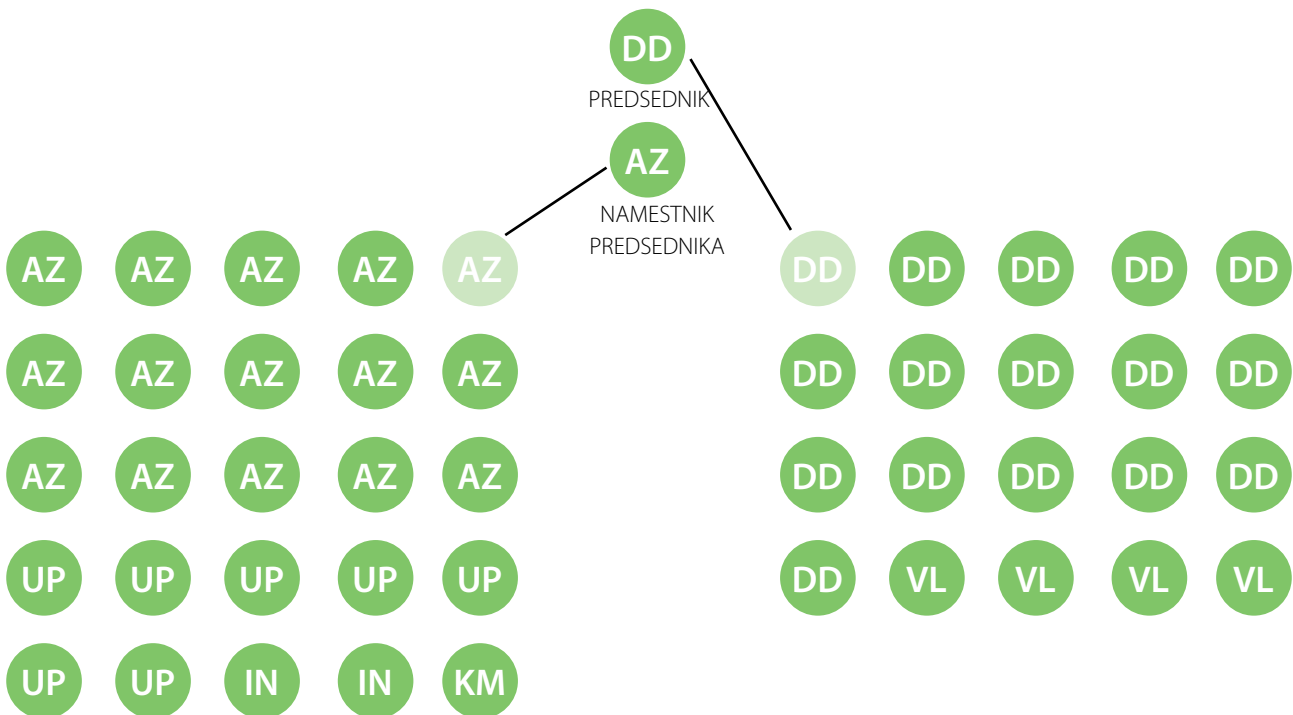 DD
PREDSEDNIK
AZ
NAMESTNIK
PREDSEDNIKA
AZ AZ AZ AZ AZ DD DD DD DD DD
AZ AZ AZ AZ AZ DD DD DD DD DD
AZ AZ AZ AZ AZ DD DD DD DD DD
UP UP UP UP UP DD VL VL VL VL
UP UP IN IN KM